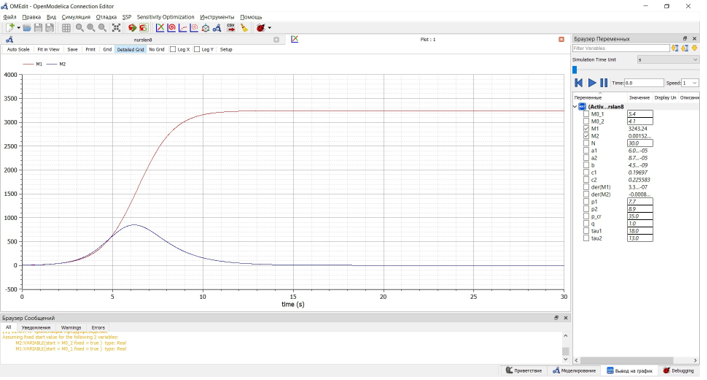 OMEdit - OpenModelica Connection Editor
Файл Правка Вид Симуляция Отладка SSP Sensitivity Optimization Инструменты Помощь
nurslan8
Plot : 1
Auto Scale Fit in View Save Print Grid Detailed Grid No Grid Log X Log Y Setup
M1 M2
4000
3500
3000
2500
2000
1500
1000
500
0
-500
0 5 10 15 20 25 30
time (s)
Браузер Переменных
Filter Variables
Simulation Time Unit s
Time: 0.0 Speed: 1
Переменные Значение Display Un Описани
(Activ...rslan8
M0_1 5.4
M0_2 4.1
M1 3243.24
M2 0.00152...
N 30.0
a1 6.0...-05
a2 8.7...-05
b 4.5...-09
c1 0.19697
c2 0.225583
der(M1) 3.3...-07
der(M2) -0.0008...
p1 7.7
p2 8.9
p_cr 35.0
q 1.0
tau1 18.0
tau2 13.0
Браузер Сообщений
All Уведомления Warnings Errors
Assuming fixed start value for the following 2 variables:
M2:VARIABLE(start = M0_2 fixed = true ) type: Real
M1:VARIABLE(start = M0_1 fixed = true ) type: Real
Приветствие Моделирование Вывод на график Debugging